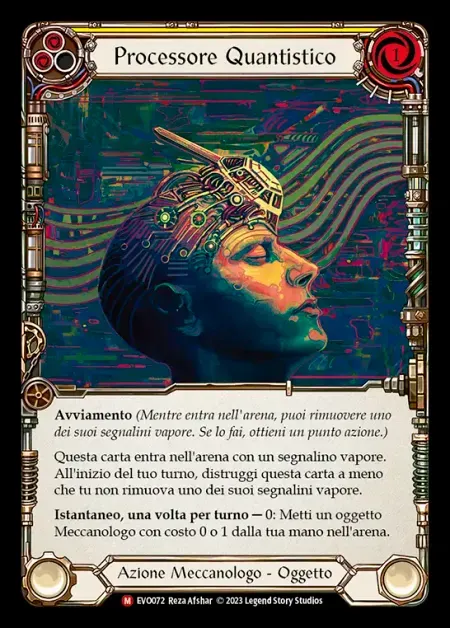 Processore Quantistico
1
Avviamento (Mentre entra nell'arena, puoi rimuovere uno
dei suoi segnalini vapore. Se lo fai, ottieni un punto azione.)
Questa carta entra nell'arena con un segnalino vapore.
All'inizio del tuo turno, distruggi questa carta a meno
che tu non rimuova uno dei suoi segnalini vapore.
Istantaneo, una volta per turno — 0: Metti un oggetto
Meccanologo con costo 0 o 1 dalla tua mano nell'arena.
Azione Meccanologo - Oggetto
M EVO072 Reza Afshar © 2023 Legend Story Studios